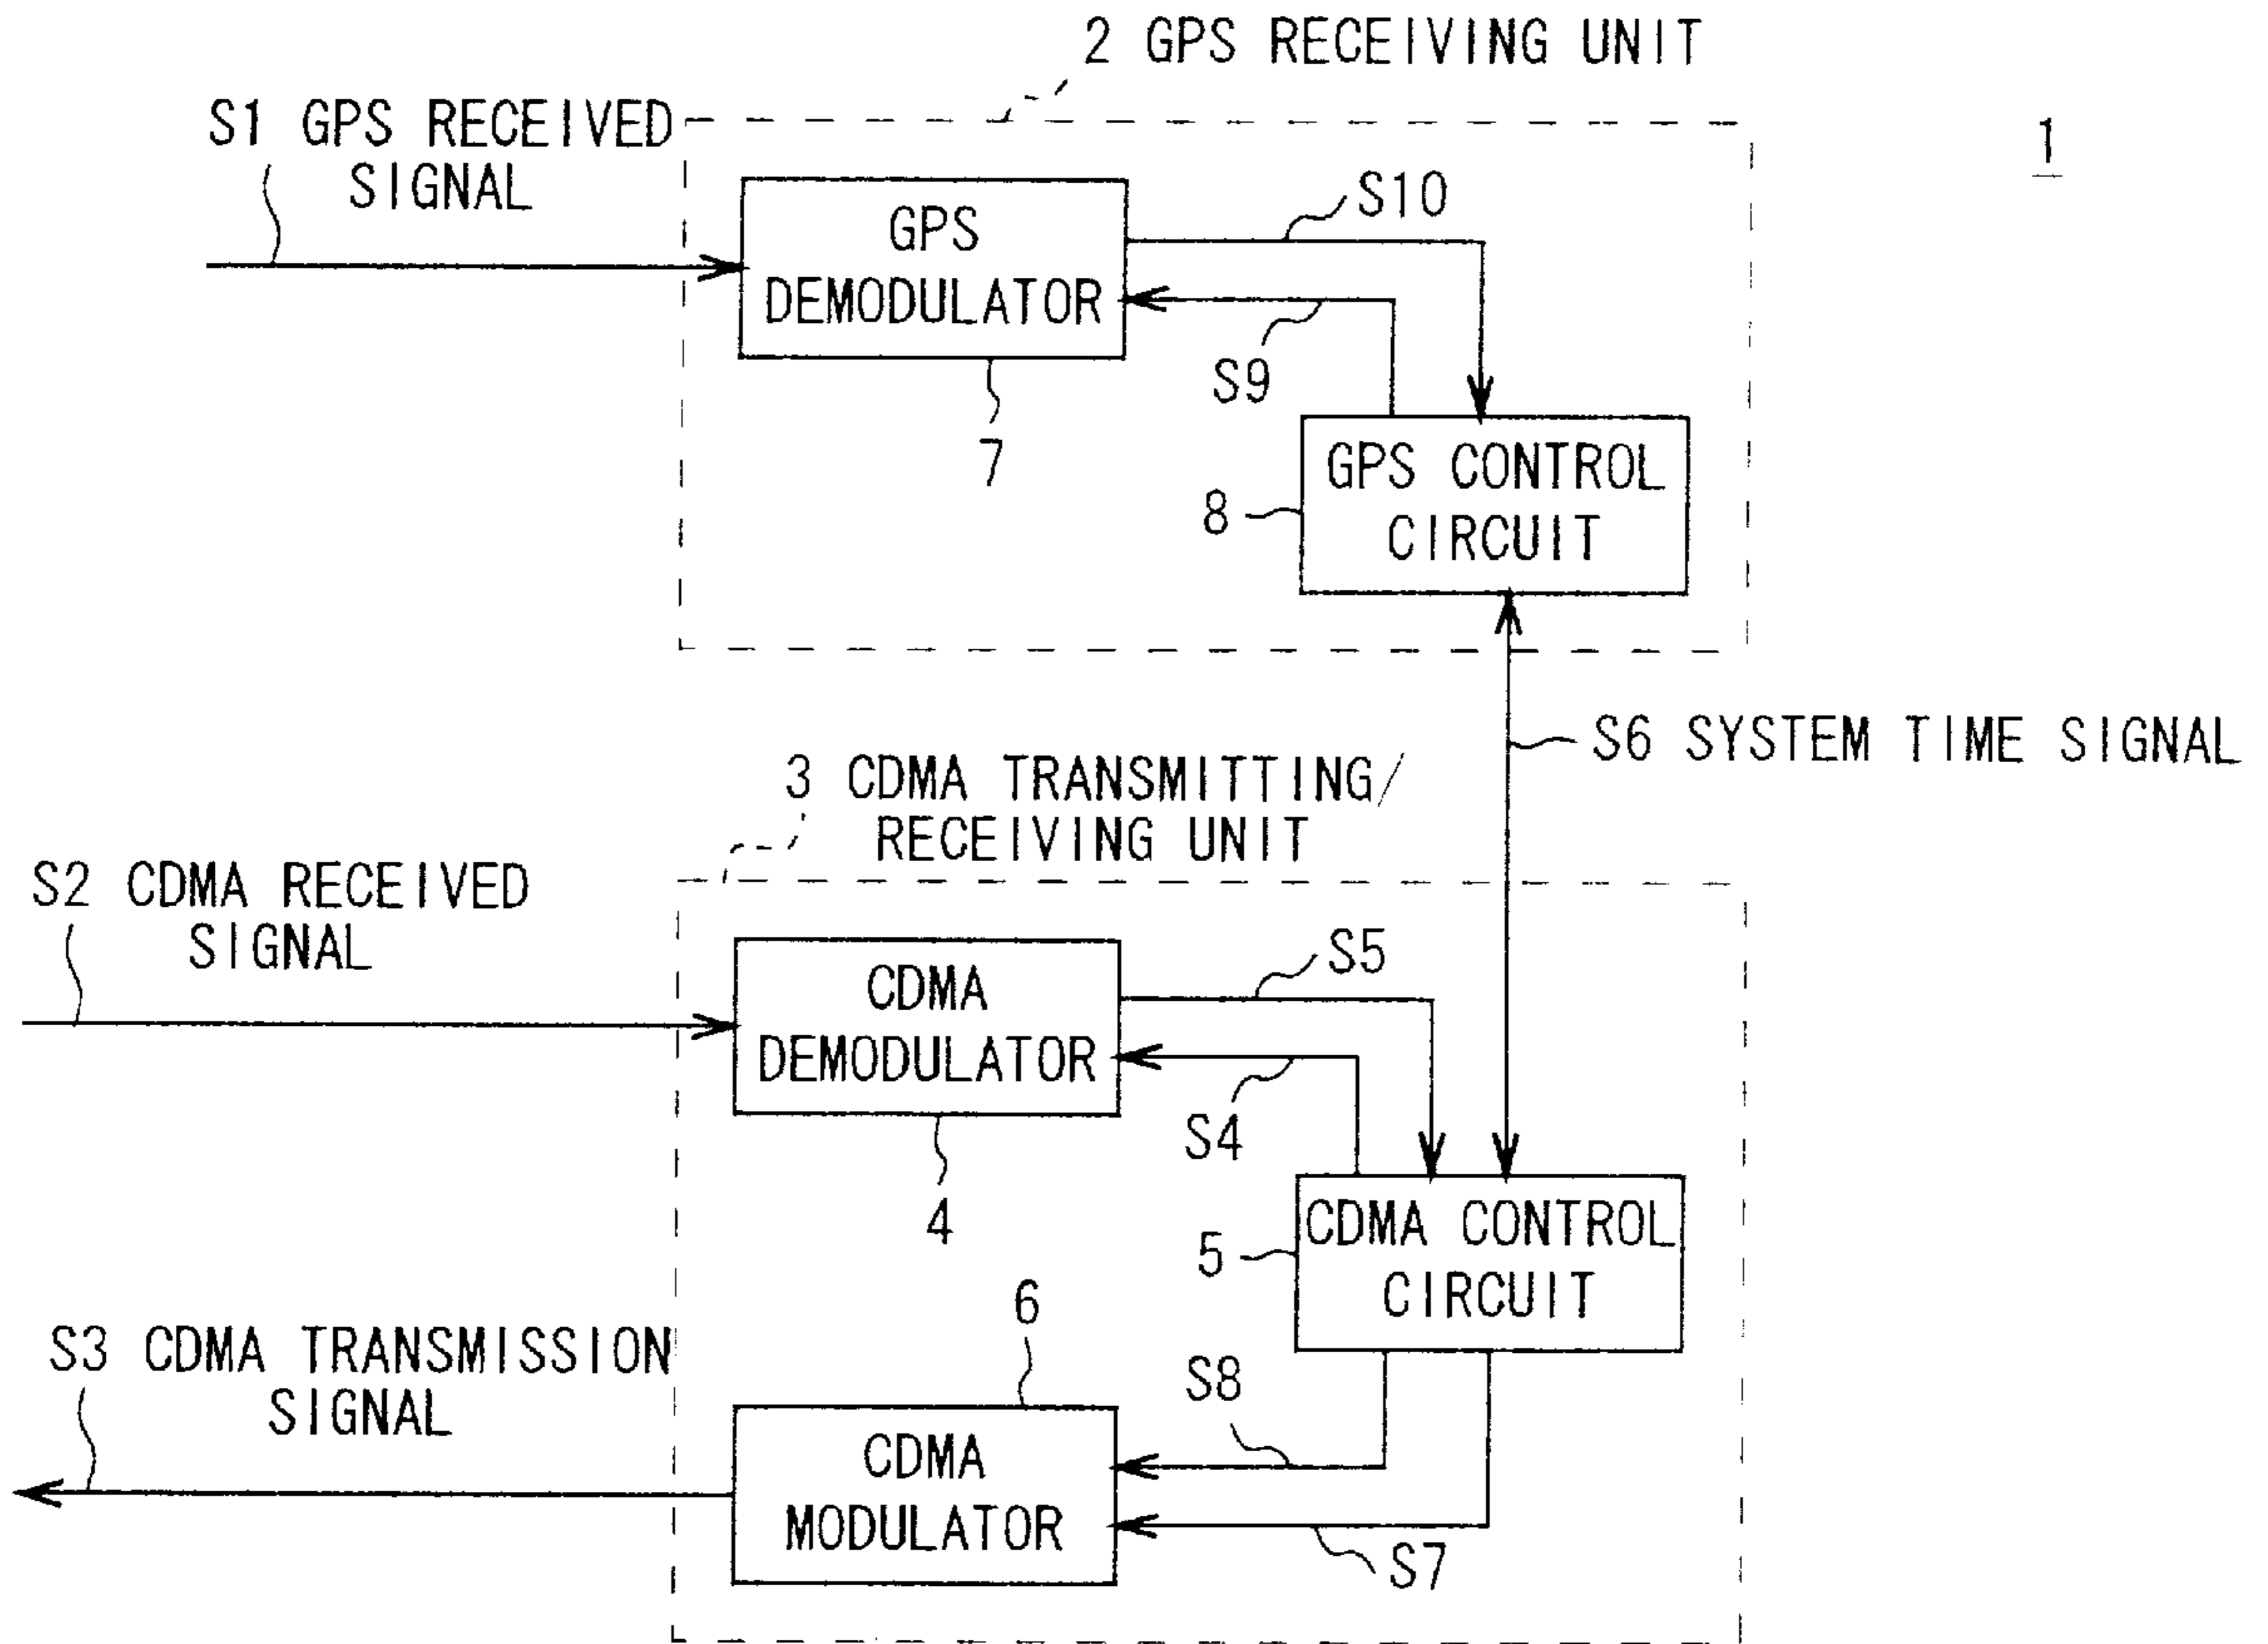 2 GPS RECEIVING UNIT
1
S1 GPS RECEIVED
SIGNAL
S10
GPS
DEMODULATOR
S9
7
GPS CONTROL
CIRCUIT
8
S6 SYSTEM TIME SIGNAL
3 CDMA TRANSMITTING/
RECEIVING UNIT
S2 CDMA RECEIVED
SIGNAL
S5
CDMA
DEMODULATOR
S4
4
CDMA CONTROL
CIRCUIT
5
6
S3 CDMA TRANSMISSION
SIGNAL
S8
CDMA
MODULATOR
S7